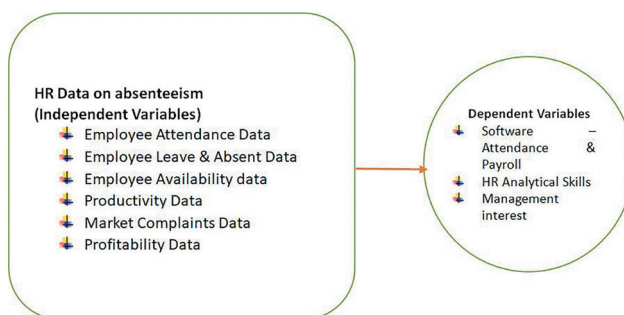 HR Data on absenteeism
(Independent Variables)
Employee Attendance Data
Employee Leave & Absent Data
Employee Availability data
Productivity Data
Market Complaints Data
Profitability Data
Dependent Variables
Software –
Attendance &
Payroll
HR Analytical Skills
Management
interest